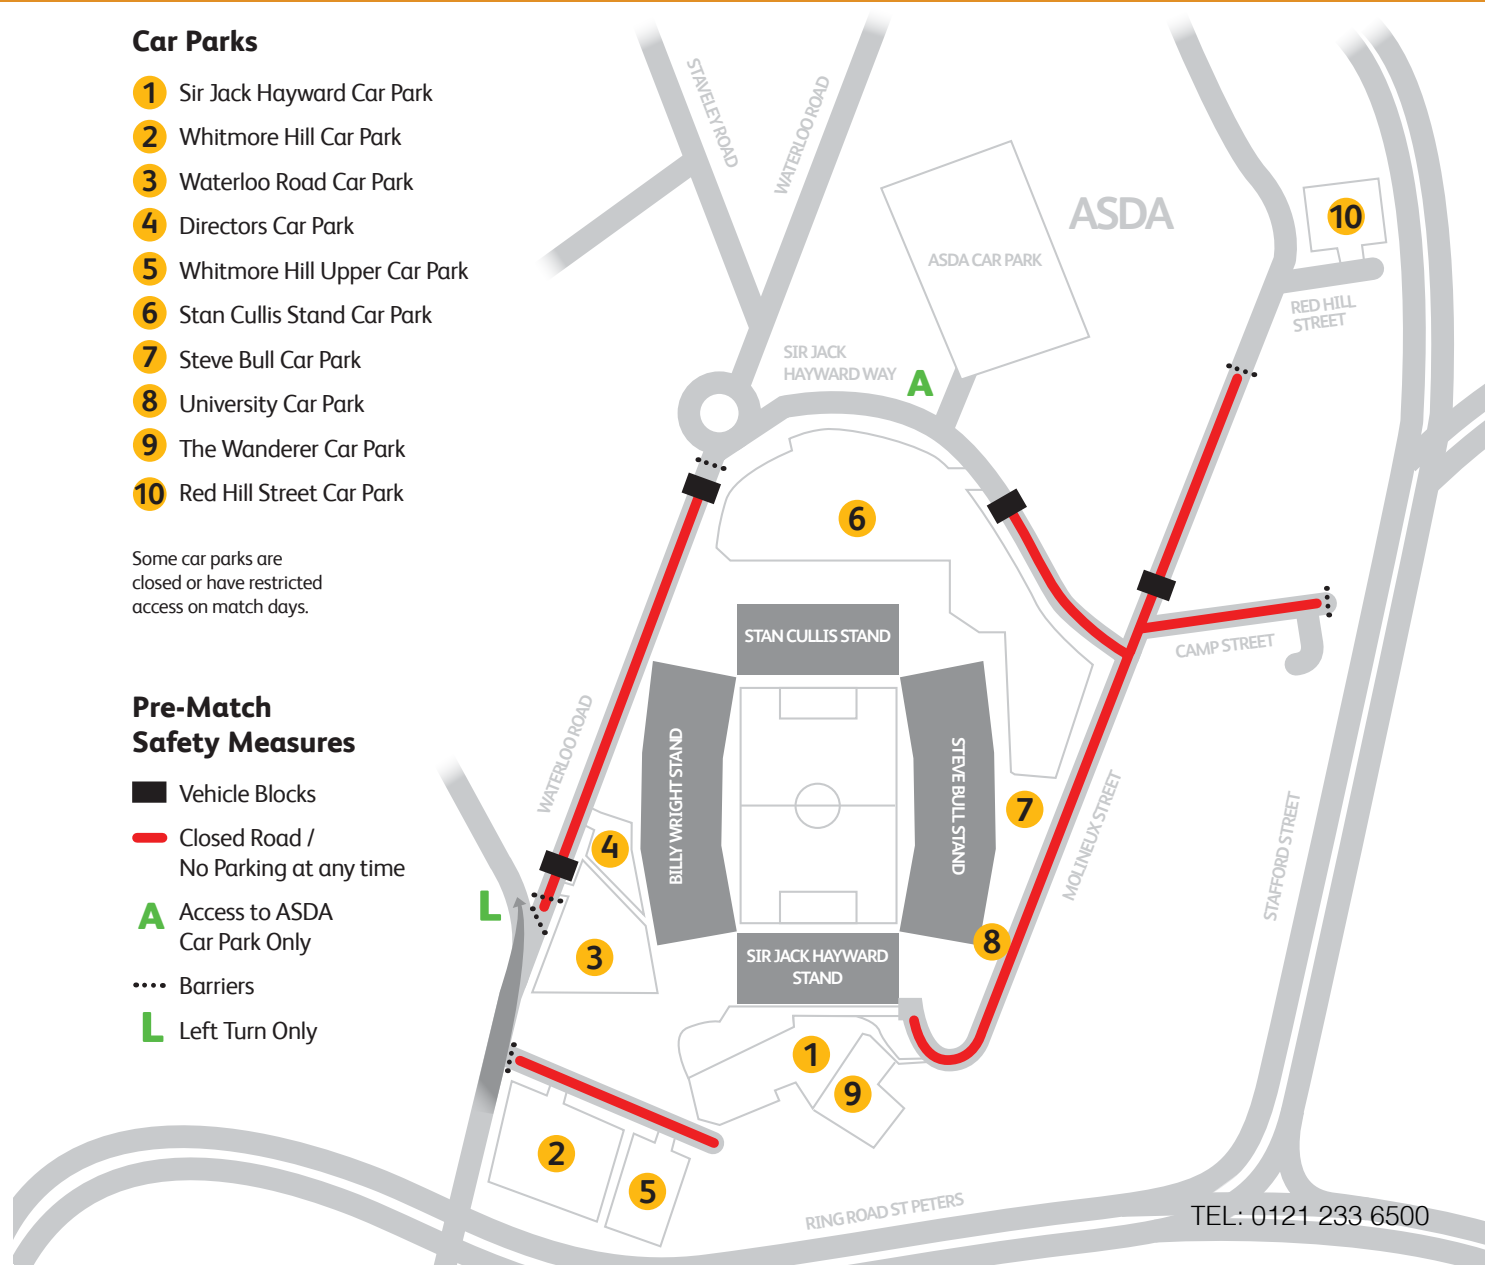 Car Parks
1 Sir Jack Hayward Car Park
2 Whitmore Hill Car Park
3 Waterloo Road Car Park
4 Directors Car Park
5 Whitmore Hill Upper Car Park
6 Stan Cullis Stand Car Park
7 Steve Bull Car Park
8 University Car Park
9 The Wanderer Car Park
10 Red Hill Street Car Park
Some car parks are
closed or have restricted
access on match days.
Pre-Match
Safety Measures
Vehicle Blocks
Closed Road /
No Parking at any time
A Access to ASDA
Car Park Only
Barriers
L Left Turn Only
STAVELEY ROAD
WATERLOO ROAD
ASDA
ASDA CAR PARK
10
RED HILL
STREET
SIR JACK
HAYWARD WAY
A
6
STAN CULLIS STAND
CAMP STREET
WATERLOO ROAD
BILLY WRIGHT STAND
STEVE BULL STAND
4
7
MOLINEUX STREET
STAFFORD STREET
L
3
8
SIR JACK HAYWARD
STAND
1
9
2
5
RING ROAD ST PETERS
TEL: 0121 233 6500